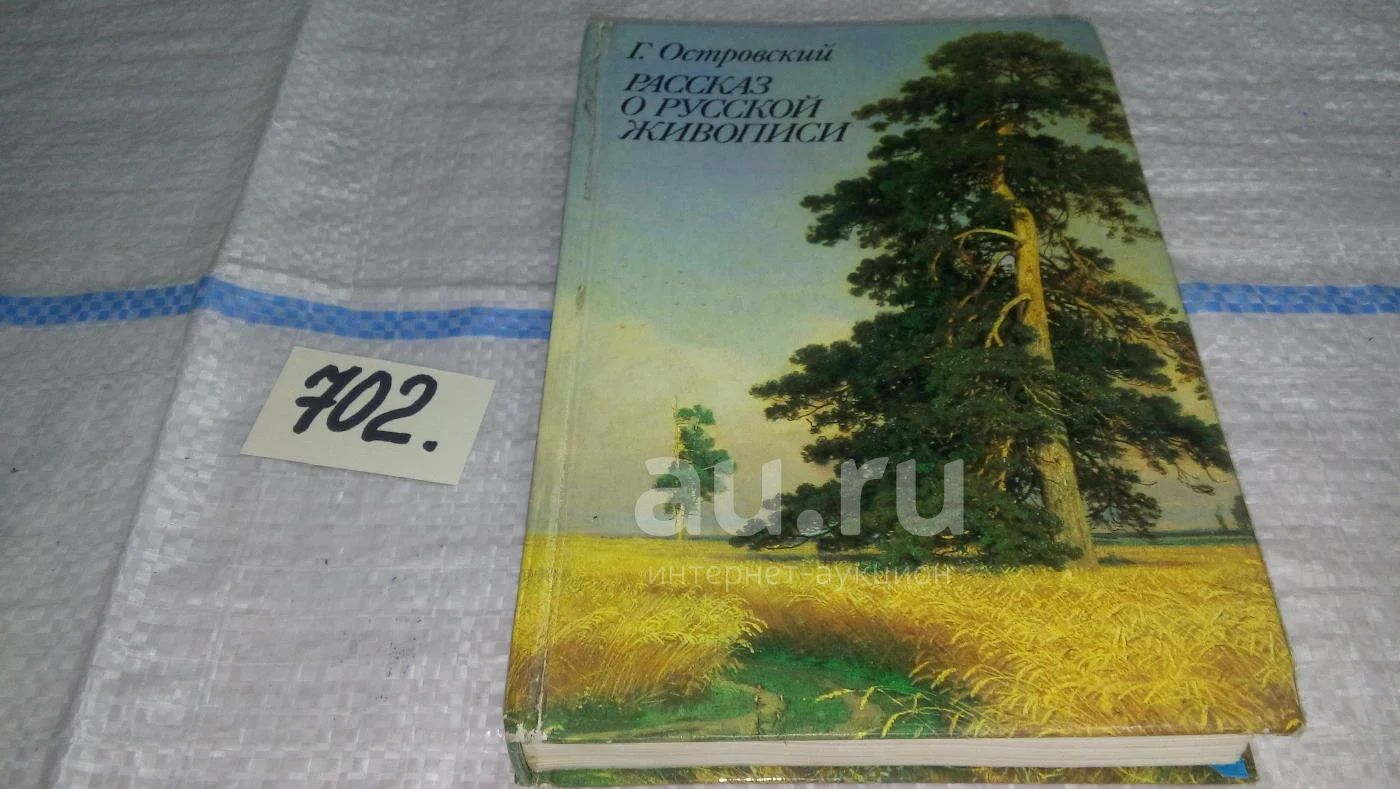 Г. Островский
РАССКАЗ
О РУССКОЙ
ЖИВОПИСИ
702.
au.ru
интернет-аукцион